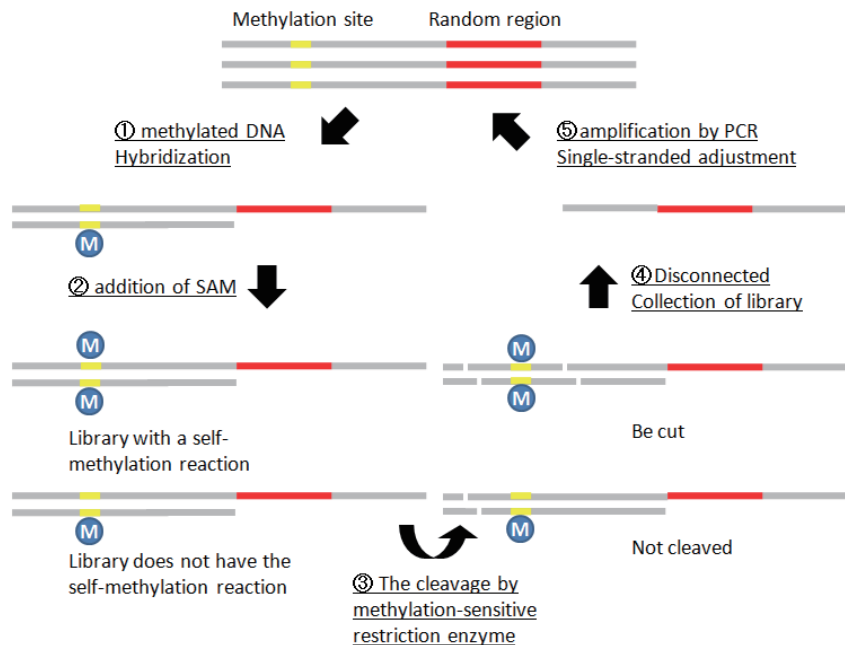 Methylation site
Random region
① methylated DNA
Hybridization
⑤amplification by PCR
Single-stranded adjustment
M
② addition of SAM
④Disconnected
Collection of library
M
M
M
M
Library with a self-
methylation reaction
Be cut
M
M
Library does not have the
self-methylation reaction
Not cleaved
③ The cleavage by
methylation-sensitive
restriction enzyme